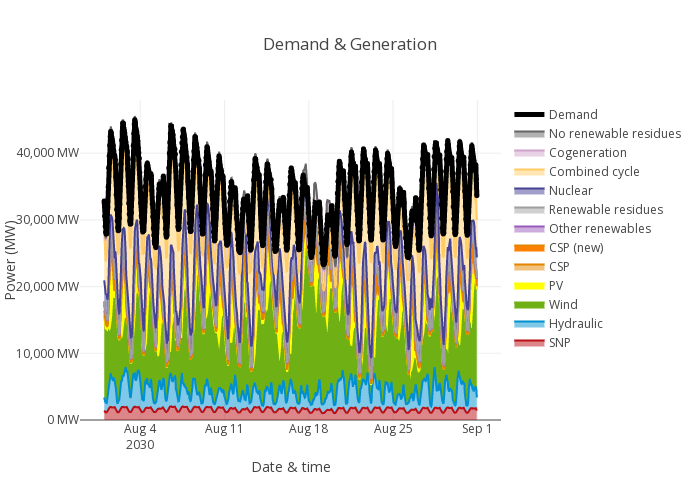 Demand & Generation
Power (MW)
40,000 MW
30,000 MW
20,000 MW
10,000 MW
0 MW
Aug 4
2030
Aug 11
Aug 18
Aug 25
Sep 1
Date & time
Demand
No renewable residues
Cogeneration
Combined cycle
Nuclear
Renewable residues
Other renewables
CSP (new)
CSP
PV
Wind
Hydraulic
SNP